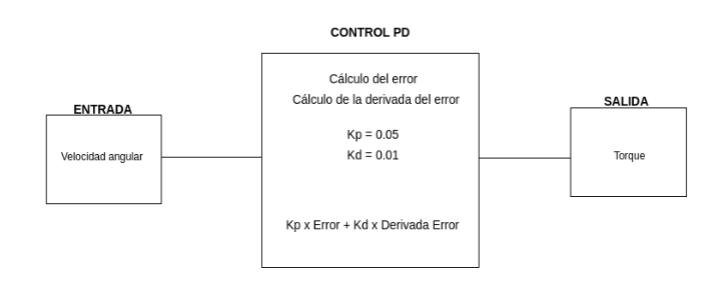 CONTROL PD
Cálculo del error
Cálculo de la derivada del error
ENTRADA
SALIDA
Kp = 0.05
Velocidad angular
Kd = 0.01
Torque
Kp x Error + Kd x Derivada Error